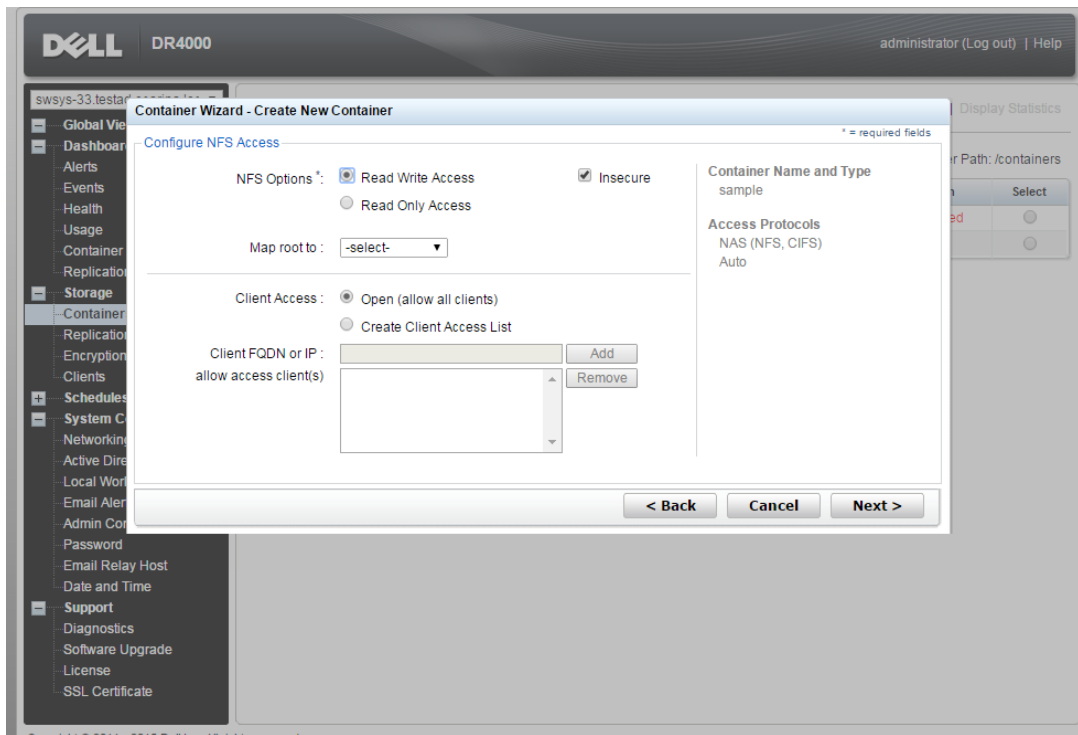 DELL DR4000
administrator (Log out) | Help
swsys-33.testad
Display Statistics
Path: /containers
Select
Global Vie
Dashboar
Alerts
Events
Health
Usage
Container
Replication
Storage
Container
Replication
Encryption
Clients
Schedules
System C
Networking
Active Dire
Local Wor
Email Aler
Admin Con
Password
Email Relay Host
Date and Time
Support
Diagnostics
Software Upgrade
License
SSL Certificate
Container Wizard - Create New Container
* = required fields
Configure NFS Access
NFS Options *: Read Write Access Insecure
Read Only Access
Map root to : -select-
Client Access : Open (allow all clients)
Create Client Access List
Client FQDN or IP : Add
allow access client(s) Remove
Container Name and Type
sample
Access Protocols
NAS (NFS, CIFS)
Auto
< Back Cancel Next >